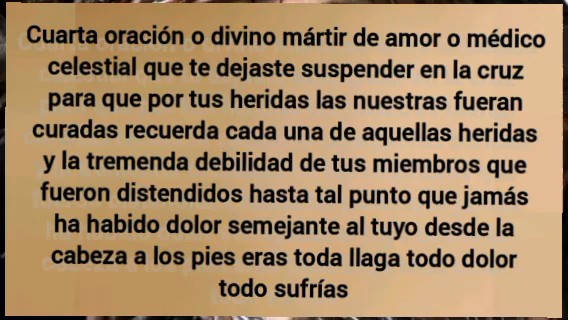 Cuarta oración o divino mártir de amor o médico
celestial que te dejaste suspender en la cruz
para que por tus heridas las nuestras fueran
curadas recuerda cada una de aquellas heridas
y la tremenda debilidad de tus miembros que
fueron distendidos hasta tal punto que jamás
ha habido dolor semejante al tuyo desde la
cabeza a los pies eras toda llaga todo dolor
todo sufrías